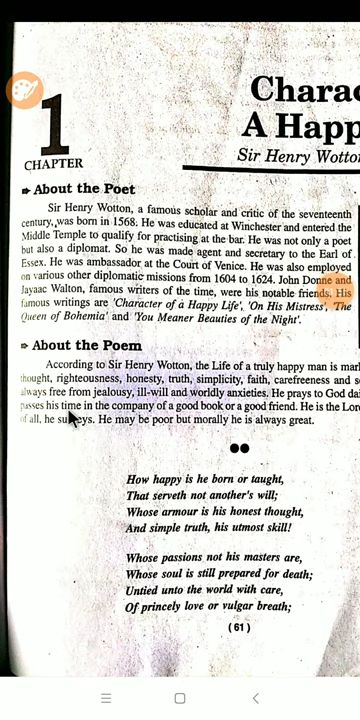 1
CHAPTER
Charac
A Happ
Sir Henry Wotto
About the Poet
Sir Henry Wotton, a famous scholar and critic of the seventeenth
century, was born in 1568. He was educated at Winchester and entered the
Middle Temple to qualify for practising at the bar. He was not only a poet
but also a diplomat. So he was made agent and secretary to the Earl of
Essex. He was ambassador at the Court of Venice. He was also employed
on various other diplomatic missions from 1604 to 1624. John Donne and
Jayaac Walton, famous writers of the time, were his notable friends. His
famous writings are 'Character of a Happy Life', 'On His Mistress', 'The
Queen of Bohemia' and 'You Meaner Beauties of the Night'.
About the Poem
According to Sir Henry Wotton, the Life of a truly happy man is mar
thought, righteousness, honesty, truth, simplicity, faith, carefreeness and s
always free from jealousy, ill-will and worldly anxieties. He prays to God dai
passes his time in the company of a good book or a good friend. He is the Lor
of all, he su eys. He may be poor but morally he is always great.
How happy is he born or taught,
That serveth not another's will;
Whose armour is his honest thought,
And simple truth, his utmost skill!
Whose passions not his masters are,
Whose soul is still prepared for death;
Untied unto the world with care,
Of princely love or vulgar breath;
(61)